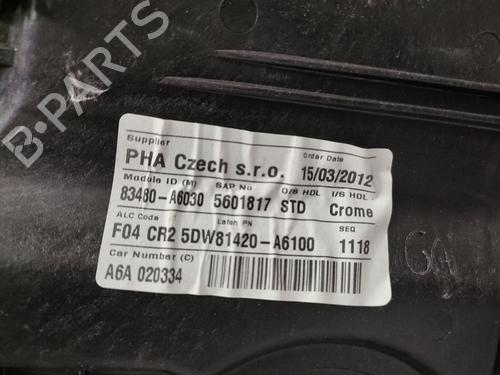 B-PARTS
Supplier
Order Date
PHA Czech s.r.o. 15/03/2012
Module ID (M) SAP No O/S HDL I/S HDL
83480-A6030 5601817 STD Crome
ALC Code Latch PN SEQ
F04 CR2 5DW81420-A6100 1118
Car Number (C)
A6A 020334
GA